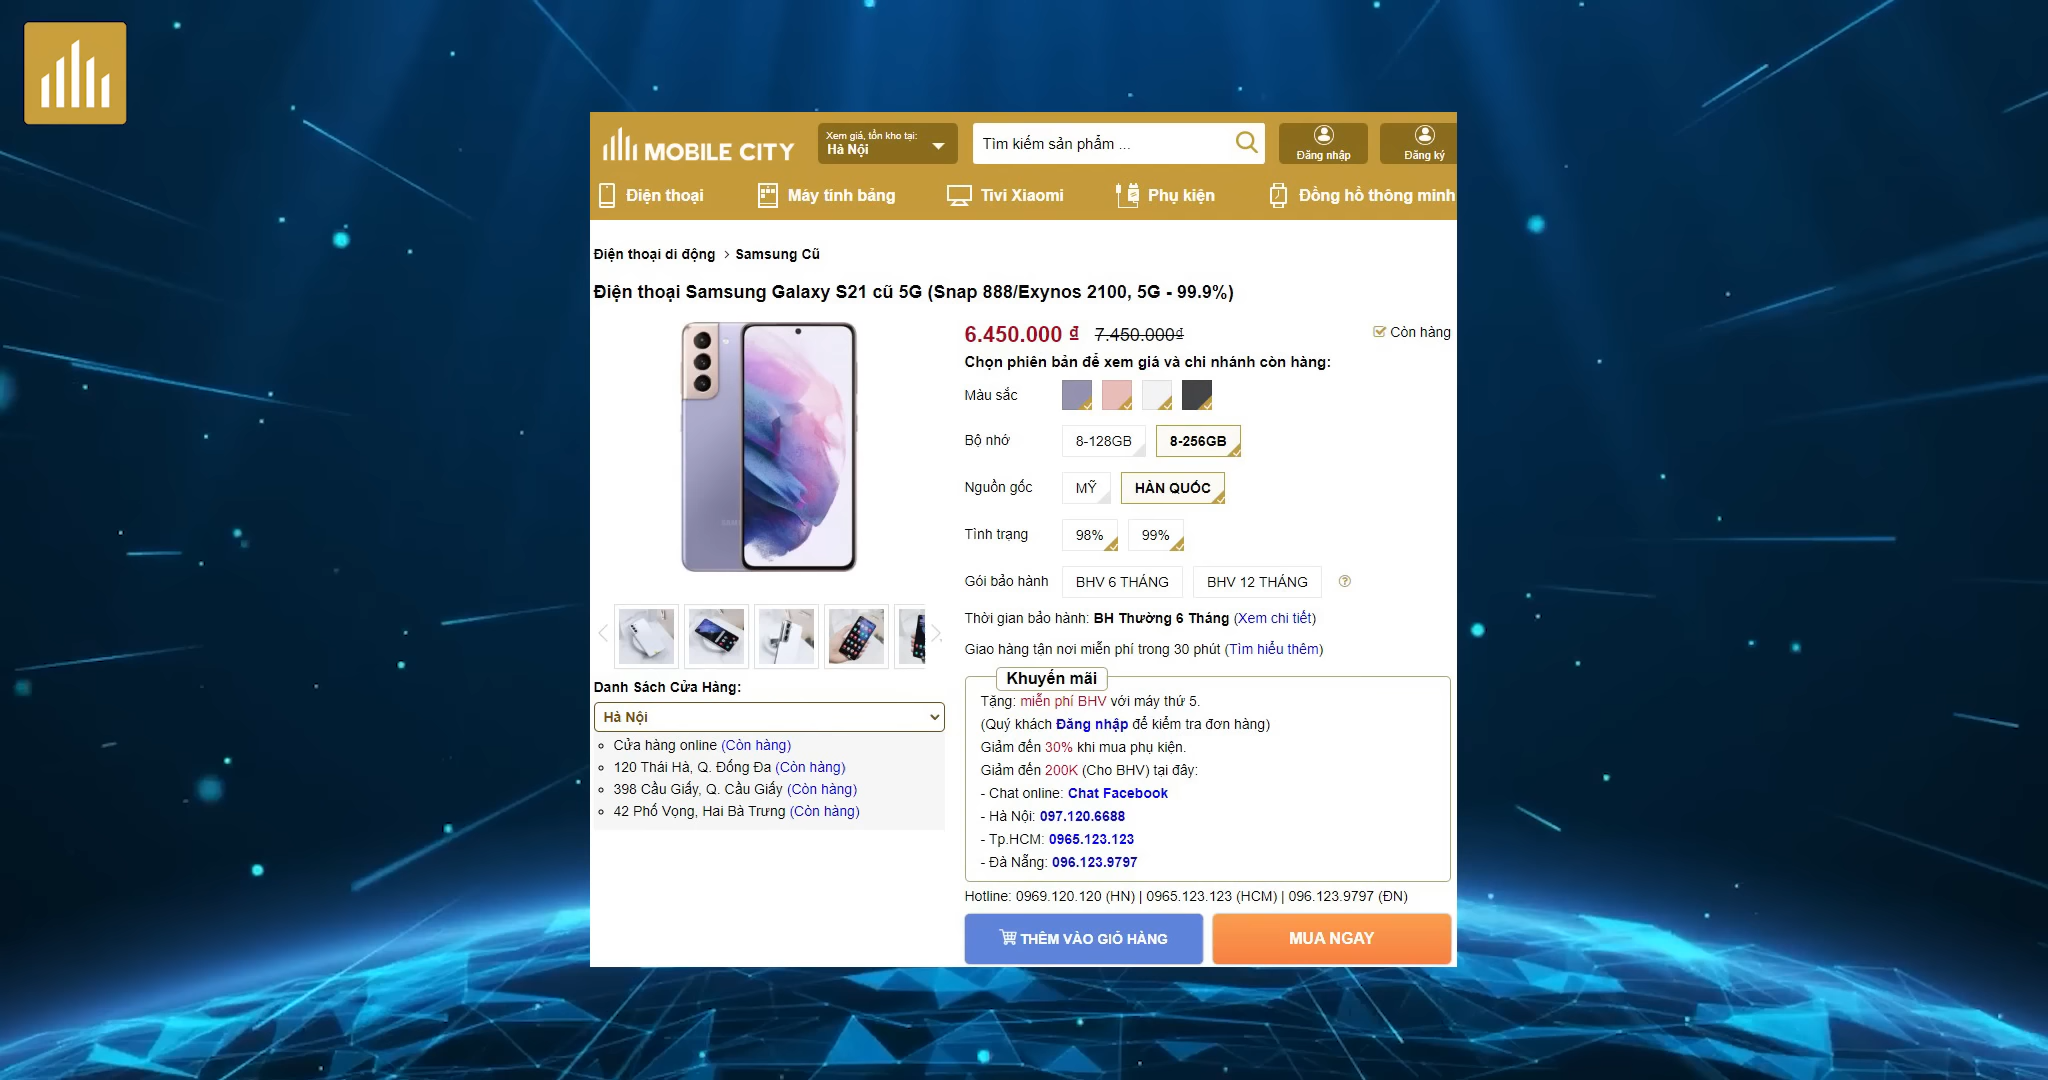 MOBILE CITY
Xem giá, tồn kho tại:
Hà Nội
Tìm kiếm sản phẩm ...
Đăng nhập
Đăng ký
Điện thoại
Máy tính bảng
Tivi Xiaomi
Phụ kiện
Đồng hồ thông minh
Điện thoại di động > Samsung Cũ
Điện thoại Samsung Galaxy S21 cũ 5G (Snap 888/Exynos 2100, 5G - 99.9%)
6.450.000 ₫ 7.450.000₫
Còn hàng
Chọn phiên bản để xem giá và chi nhánh còn hàng:
Màu sắc
Bộ nhớ 8-128GB 8-256GB
Nguồn gốc MỸ HÀN QUỐC
Tình trạng 98% 99%
Gói bảo hành BHV 6 THÁNG BHV 12 THÁNG ?
Thời gian bảo hành: BH Thường 6 Tháng (Xem chi tiết)
Giao hàng tận nơi miễn phí trong 30 phút (Tìm hiểu thêm)
Danh Sách Cửa Hàng:
Hà Nội
Cửa hàng online (Còn hàng)
120 Thái Hà, Q. Đống Đa (Còn hàng)
398 Cầu Giấy, Q. Cầu Giấy (Còn hàng)
42 Phố Vọng, Hai Bà Trưng (Còn hàng)
Khuyến mãi
Tặng: miễn phí BHV với máy thứ 5.
(Quý khách Đăng nhập để kiểm tra đơn hàng)
Giảm đến 30% khi mua phụ kiện.
Giảm đến 200K (Cho BHV) tại đây:
- Chat online: Chat Facebook
- Hà Nội: 097.120.6688
- Tp.HCM: 0965.123.123
- Đà Nẵng: 096.123.9797
Hotline: 0969.120.120 (HN) | 0965.123.123 (HCM) | 096.123.9797 (ĐN)
THÊM VÀO GIỎ HÀNG
MUA NGAY